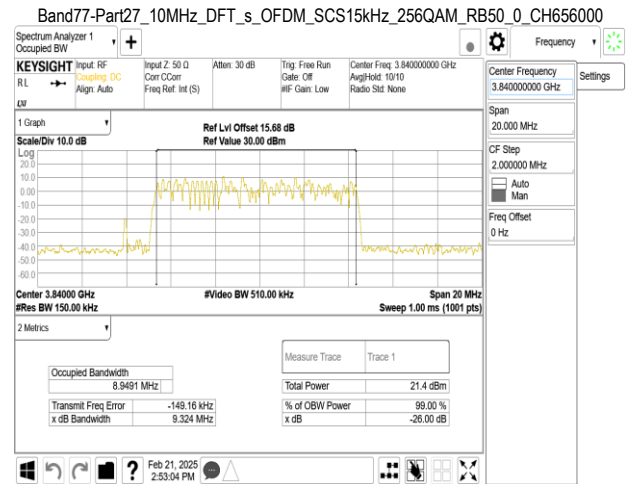 Band77-Part27_10MHz_DFT_s_OFDM_SCS15kHz_256QAM_RB50_0_CH656000
Spectrum Analyzer 1
Occupied BW
Frequency
KEYSIGHT
RL
LXI
Input: RF
Coupling: DC
Align: Auto
Input Z: 50 Ω
Corr CCorr
Freq Ref: Int (S)
Atten: 30 dB
Trig: Free Run
Gate: Off
#IF Gain: Low
Center Freq: 3.840000000 GHz
Avg|Hold: 10/10
Radio Std: None
Center Frequency
3.840000000 GHz
Settings
Span
20.000 MHz
CF Step
2.000000 MHz
Auto
Man
Freq Offset
0 Hz
1 Graph
Scale/Div 10.0 dB
Ref Lvl Offset 15.68 dB
Ref Value 30.00 dBm
Log
20.0
10.0
0.00
-10.0
-20.0
-30.0
-40.0
-50.0
-60.0
Center 3.84000 GHz
#Video BW 510.00 kHz
Span 20 MHz
#Res BW 150.00 kHz
Sweep 1.00 ms (1001 pts)
2 Metrics
Measure Trace Trace 1
Occupied Bandwidth
8.9491 MHz
Total Power 21.4 dBm
Transmit Freq Error -149.16 kHz
% of OBW Power 99.00 %
x dB Bandwidth 9.324 MHz
x dB -26.00 dB
?
Feb 21, 2025
2:53:04 PM